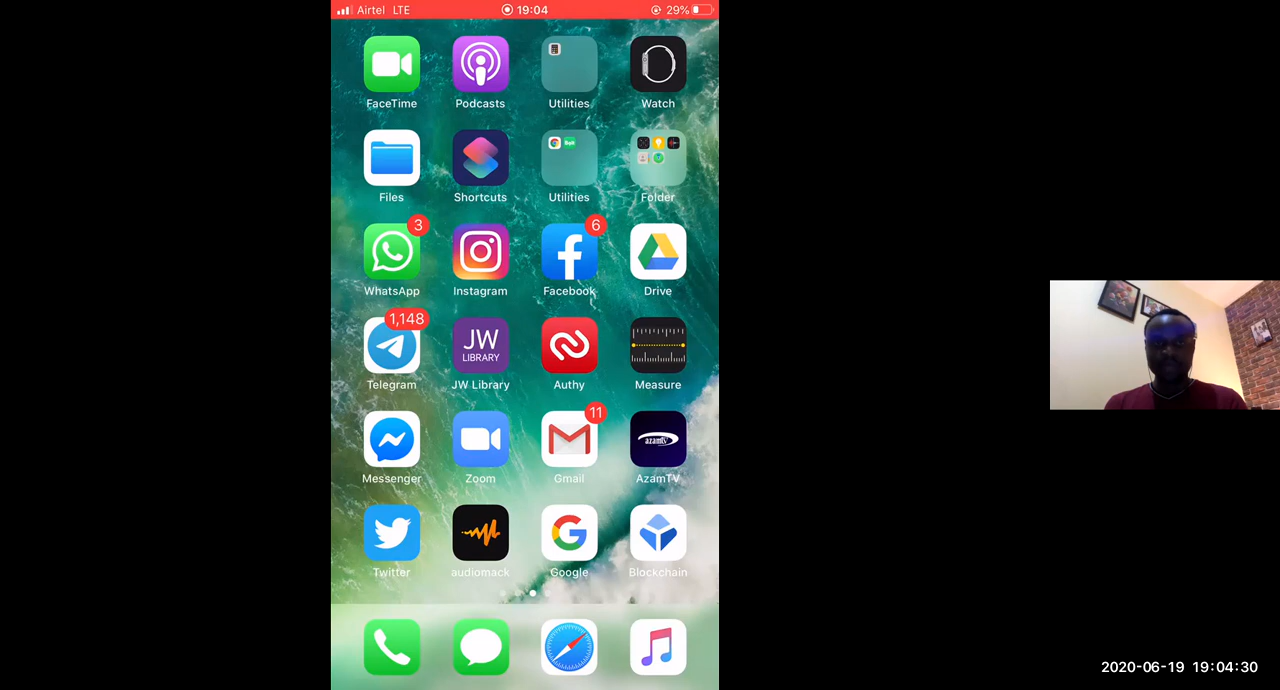 Airtel LTE 19:04 29%
FaceTime Podcasts Utilities Watch
Files Shortcuts Utilities Folder
3 6
WhatsApp Instagram Facebook Drive
1,148
JW
LIBRARY
Telegram JW Library Authy Measure
11
azamtv
Messenger Zoom Gmail AzamTV
Twitter audiomack Google Blockchain
2020-06-19 19:04:30